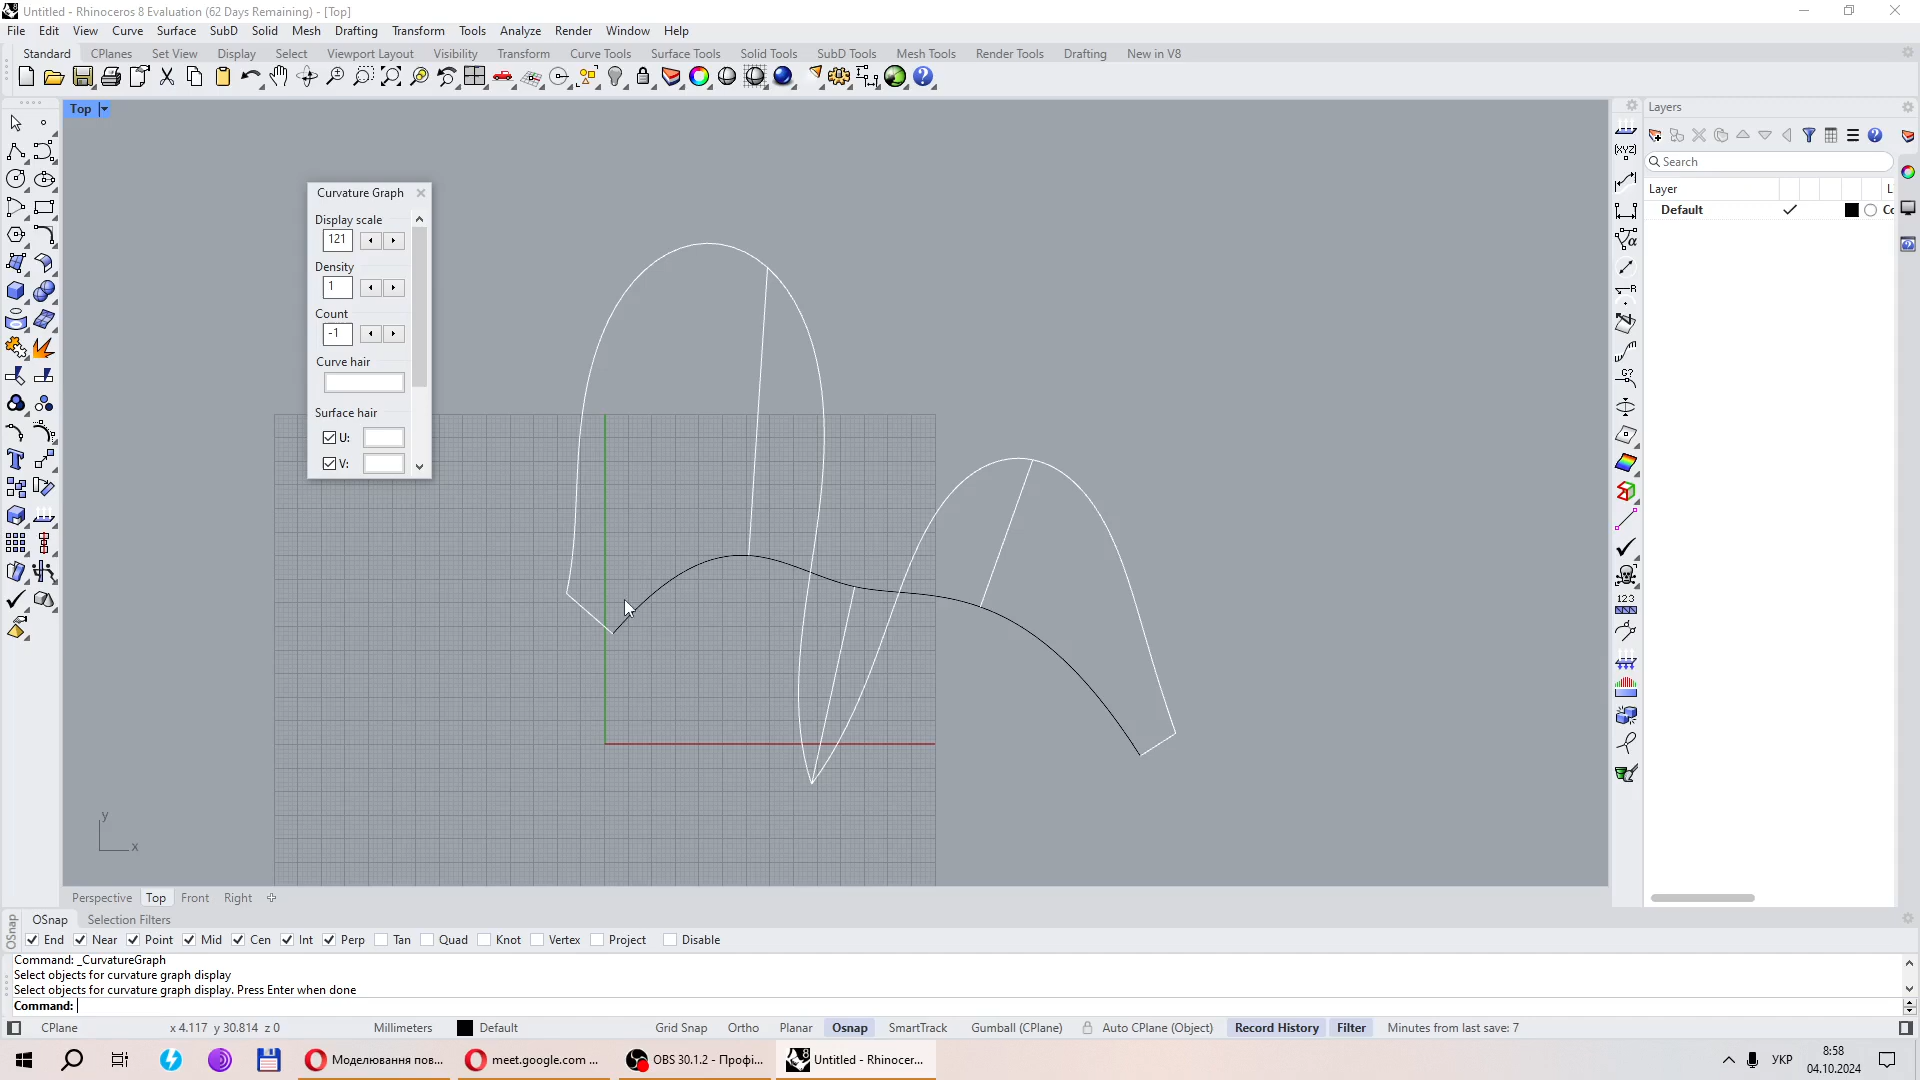 Untitled - Rhinoceros 8 Evaluation (62 Days Remaining) - [Top]
File Edit View Curve Surface SubD Solid Mesh Drafting Transform Tools Analyze Render Window Help
Standard CPlanes Set View Display Select Viewport Layout Visibility Transform Curve Tools Surface Tools Solid Tools SubD Tools Mesh Tools Render Tools Drafting New in V8
Top
Layers
Search
Layer L
Default Co
Curvature Graph
Display scale
121
Density
1
Count
-1
Curve hair
Surface hair
U:
V:
y
x
Perspective Top Front Right
OSnap Selection Filters
OSnap
End Near Point Mid Cen Int Perp Tan Quad Knot Vertex Project Disable
Command: _CurvatureGraph
Select objects for curvature graph display
Select objects for curvature graph display. Press Enter when done
Command:
CPlane x 4.117 y 30.814 z 0 Millimeters Default Grid Snap Ortho Planar Osnap SmartTrack Gumball (CPlane) Auto CPlane (Object) Record History Filter Minutes from last save: 7
Моделювання пов... meet.google.com ... OBS 30.1.2 - Профі... Untitled - Rhinocer... УКР 8:58
04.10.2024